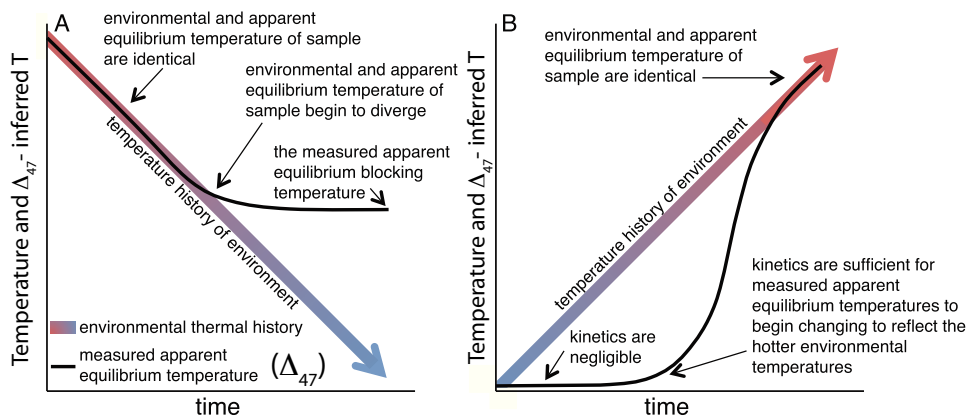 A
environmental and apparent
equilibrium temperature of sample
are identical
environmental and apparent
equilibrium temperature of
sample begin to diverge
the measured apparent
equilibrium blocking
temperature
temperature history of environment
environmental thermal history
measured apparent
equilibrium temperature (Δ47)
Temperature and Δ47- inferred T
time
B
environmental and apparent
equilibrium temperature of
sample are identical
temperature history of environment
kinetics are
negligible
kinetics are sufficient for
measured apparent
equilibrium temperatures to
begin changing to reflect the
hotter environmental
temperatures
Temperature and Δ47- inferred T
time